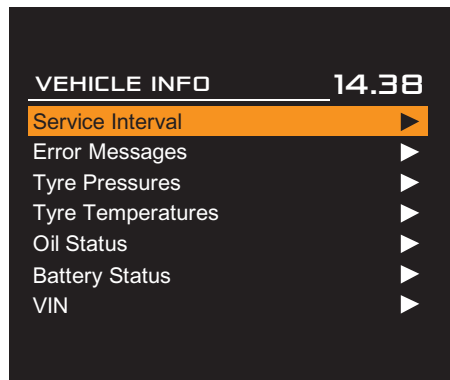 VEHICLE INFO 14.38
Service Interval
Error Messages
Tyre Pressures
Tyre Temperatures
Oil Status
Battery Status
VIN